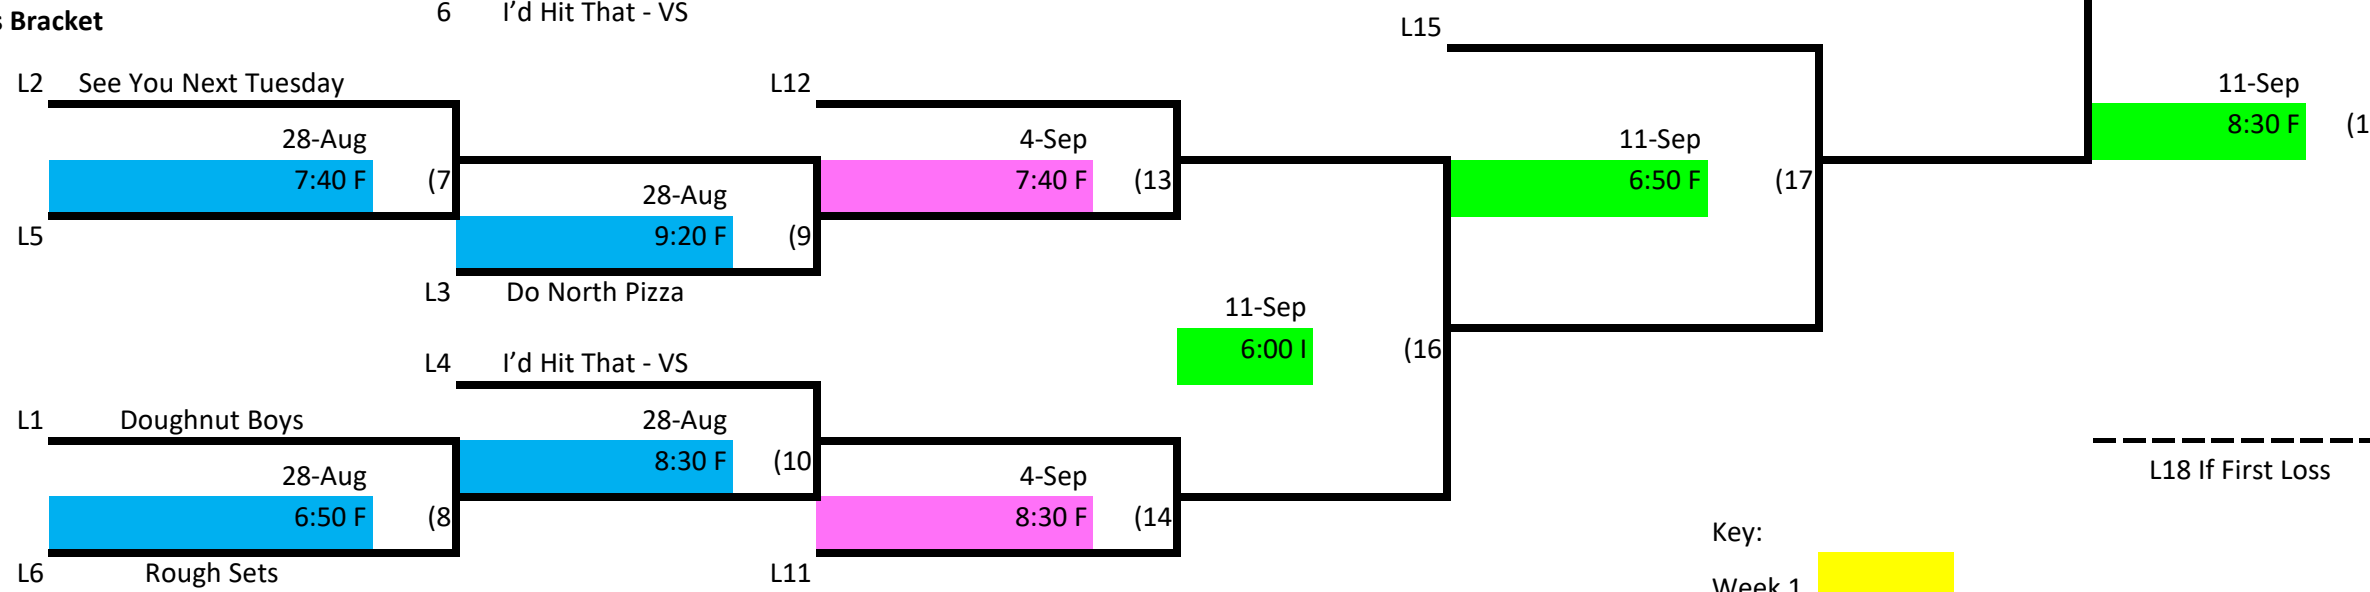 6 I’d Hit That - VS
s Bracket
L15
L2 See You Next Tuesday
L12
11-Sep
8:30 F (1
28-Aug
7:40 F (7
4-Sep
7:40 F (13
11-Sep
6:50 F (17
28-Aug
9:20 F (9
L5
L3 Do North Pizza
11-Sep
6:00 I (16
L4 I’d Hit That - VS
L1 Doughnut Boys
28-Aug
8:30 F (10
28-Aug
6:50 F (8
4-Sep
8:30 F (14
L18 If First Loss
Key:
L6 Rough Sets
L11
Week 1